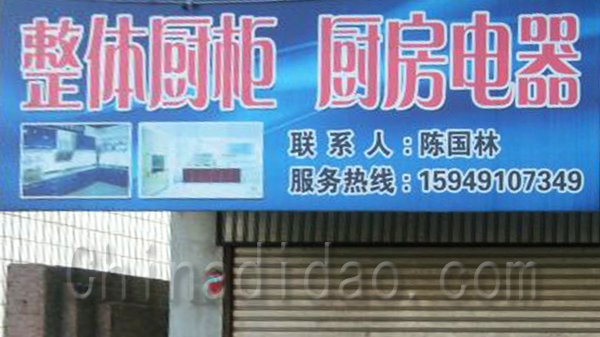 整体厨柜 厨房电器
联系人:陈国林
服务热线:15949107349
Chinadidao.com